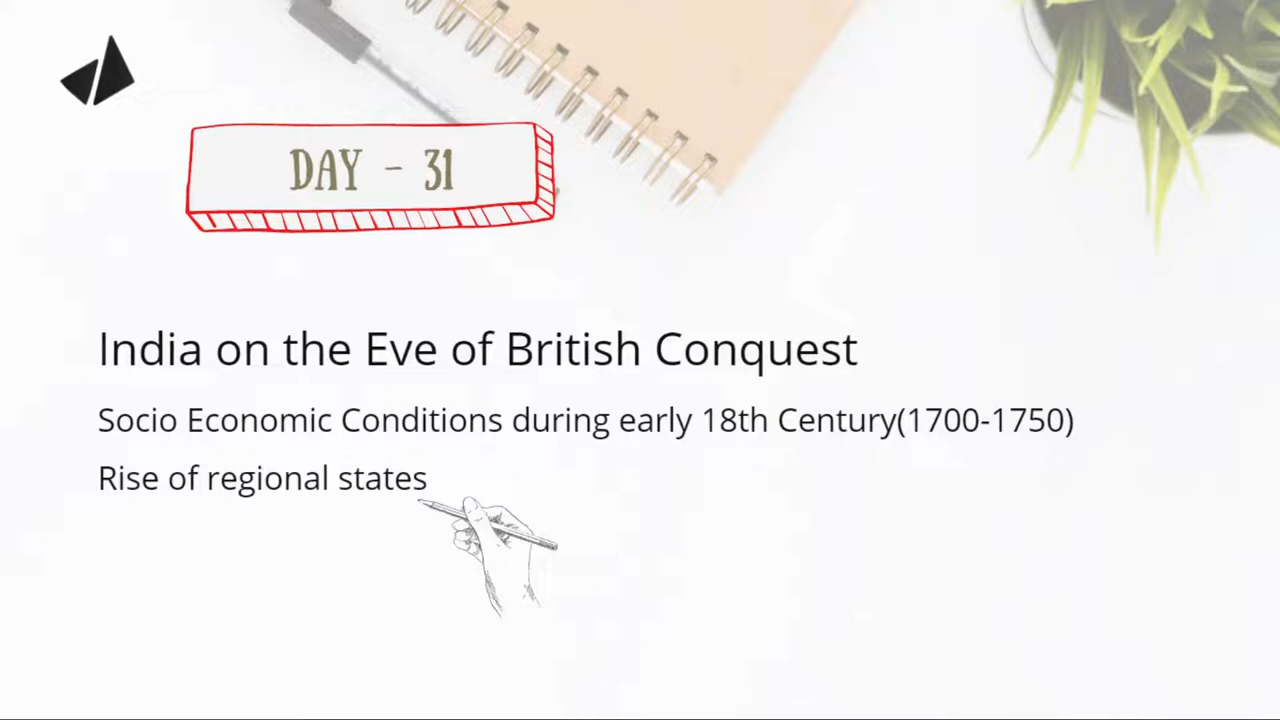 DAY - 31
India on the Eve of British Conquest
Socio Economic Conditions during early 18th Century(1700-1750)
Rise of regional states